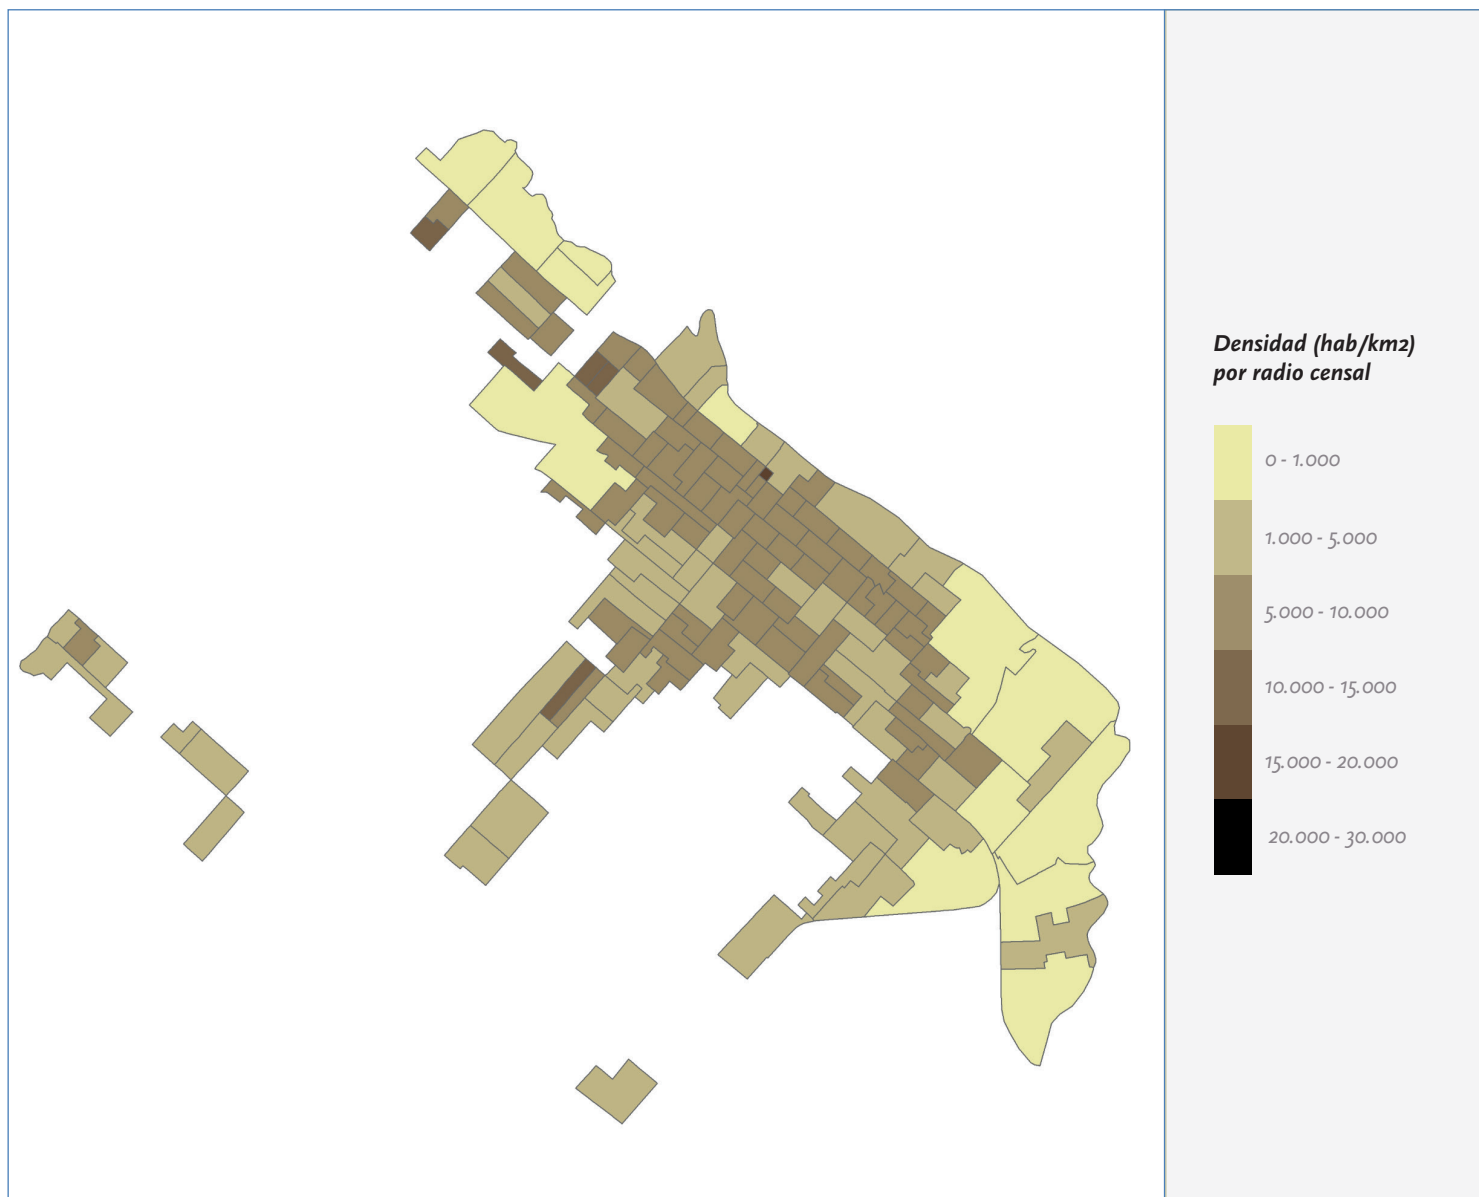 Densidad (hab/km2)
por radio censal
0 - 1.000
1.000 - 5.000
5.000 - 10.000
10.000 - 15.000
15.000 - 20.000
20.000 - 30.000